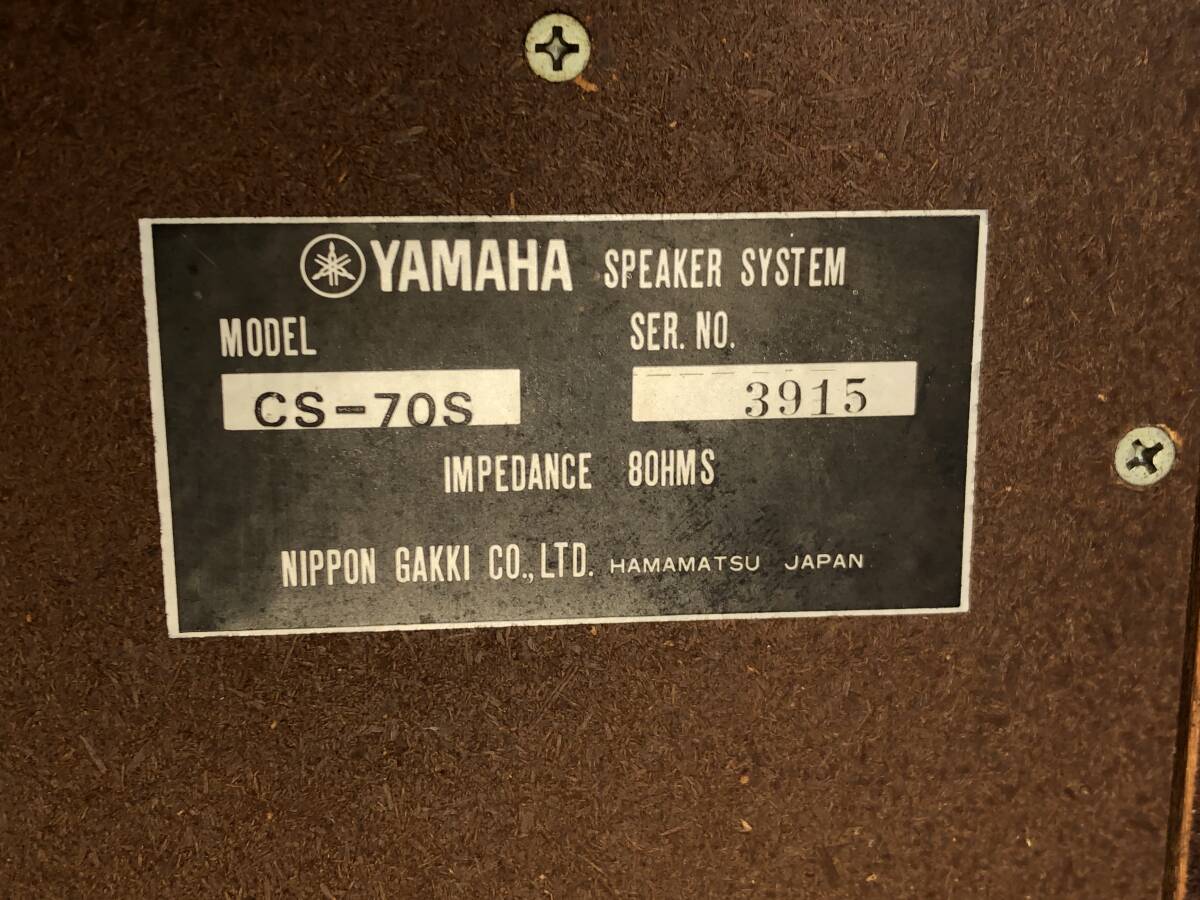 YAMAHA SPEAKER SYSTEM
MODEL SER. NO.
CS-70S 3915
IMPEDANCE 8OHMS
NIPPON GAKKI CO., LTD. HAMAMATSU JAPAN